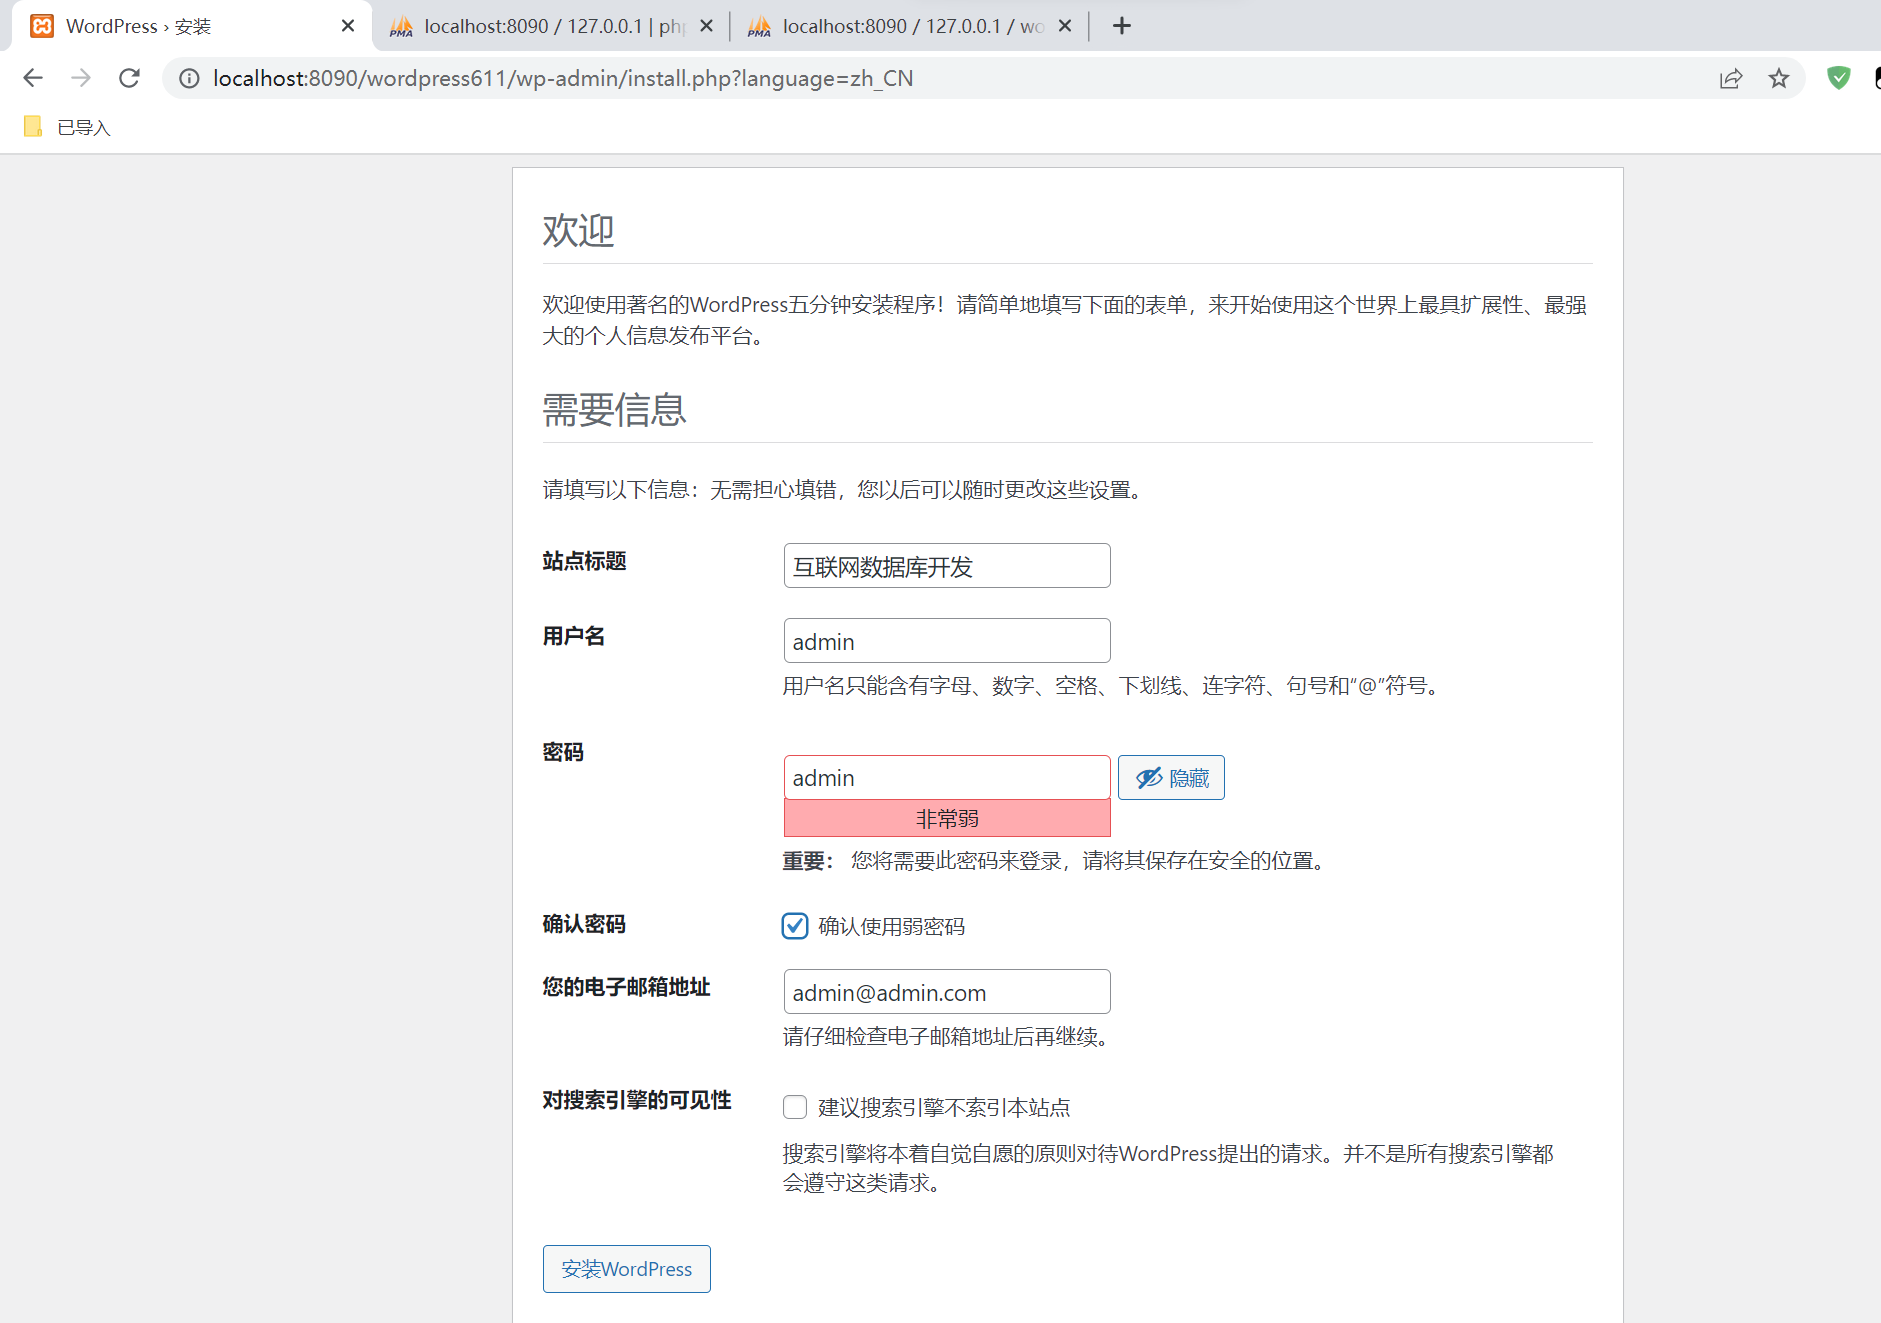 WordPress › 安装
localhost:8090 / 127.0.0.1 | php
localhost:8090 / 127.0.0.1 / wo
localhost:8090/wordpress611/wp-admin/install.php?language=zh_CN
已导入
欢迎
欢迎使用著名的WordPress五分钟安装程序！请简单地填写下面的表单，来开始使用这个世界上最具扩展性、最强
大的个人信息发布平台。
需要信息
请填写以下信息：无需担心填错，您以后可以随时更改这些设置。
站点标题
互联网数据库开发
用户名
admin
用户名只能含有字母、数字、空格、下划线、连字符、句号和“@”符号。
密码
admin
隐藏
非常弱
重要： 您将需要此密码来登录，请将其保存在安全的位置。
确认密码
确认使用弱密码
您的电子邮箱地址
admin@admin.com
请仔细检查电子邮箱地址后再继续。
对搜索引擎的可见性
建议搜索引擎不索引本站点
搜索引擎将本着自觉自愿的原则对待WordPress提出的请求。并不是所有搜索引擎都
会遵守这类请求。
安装WordPress